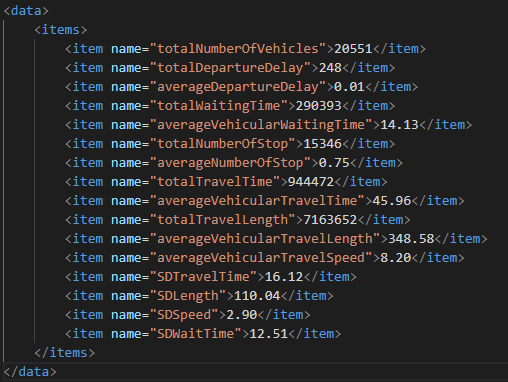 <data>
<items>
<item name="totalNumberOfVehicles">20551</item>
<item name="totalDepartureDelay">248</item>
<item name="averageDepartureDelay">0.01</item>
<item name="totalWaitingTime">290393</item>
<item name="averageVehicularWaitingTime">14.13</item>
<item name="totalNumberOfStop">15346</item>
<item name="averageNumberOfStop">0.75</item>
<item name="totalTravelTime">944472</item>
<item name="averageVehicularTravelTime">45.96</item>
<item name="totalTravelLength">7163652</item>
<item name="averageVehicularTravelLength">348.58</item>
<item name="averageVehicularTravelSpeed">8.20</item>
<item name="SDTravelTime">16.12</item>
<item name="SDLength">110.04</item>
<item name="SDSpeed">2.90</item>
<item name="SDWaitTime">12.51</item>
</items>
</data>